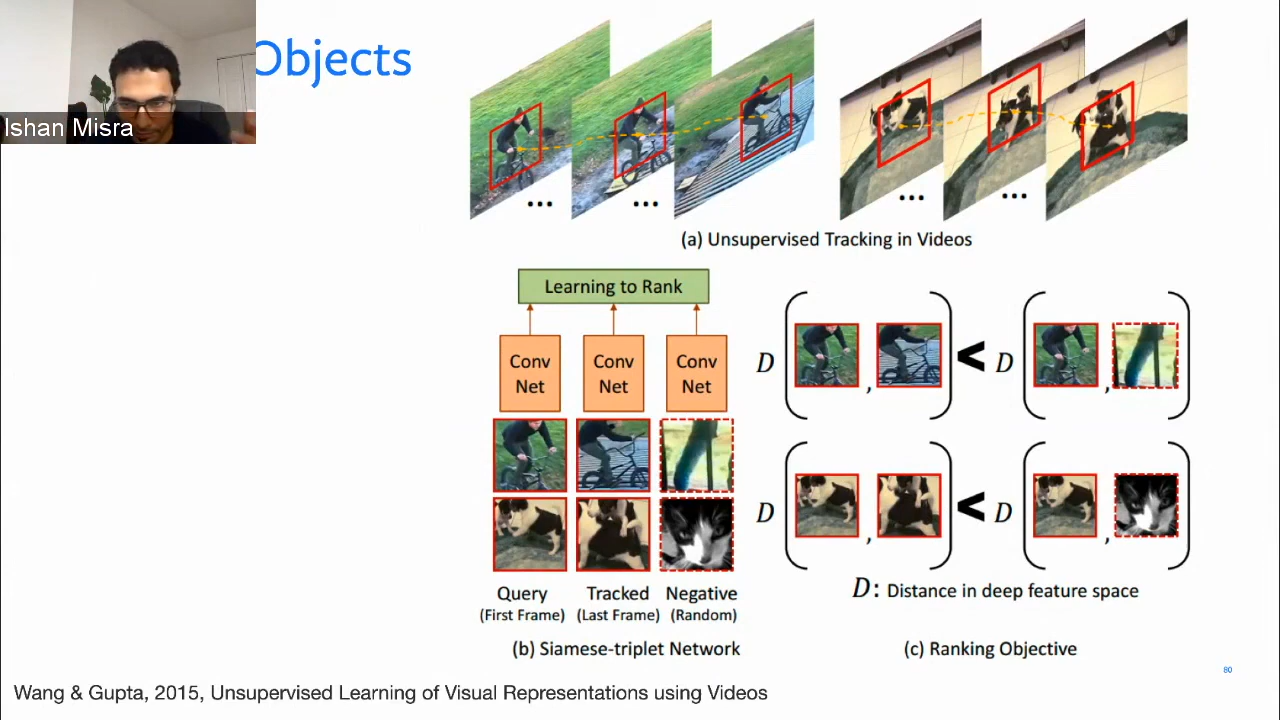 Objects
Ishan Misra
... ...
... ...
(a) Unsupervised Tracking in Videos
Learning to Rank
Conv Net
Conv Net
Conv Net
Query
(First Frame)
Tracked
(Last Frame)
Negative
(Random)
(b) Siamese-triplet Network
D ( , ) < D ( , )
D ( , ) < D ( , )
D: Distance in deep feature space
(c) Ranking Objective
80
Wang & Gupta, 2015, Unsupervised Learning of Visual Representations using Videos